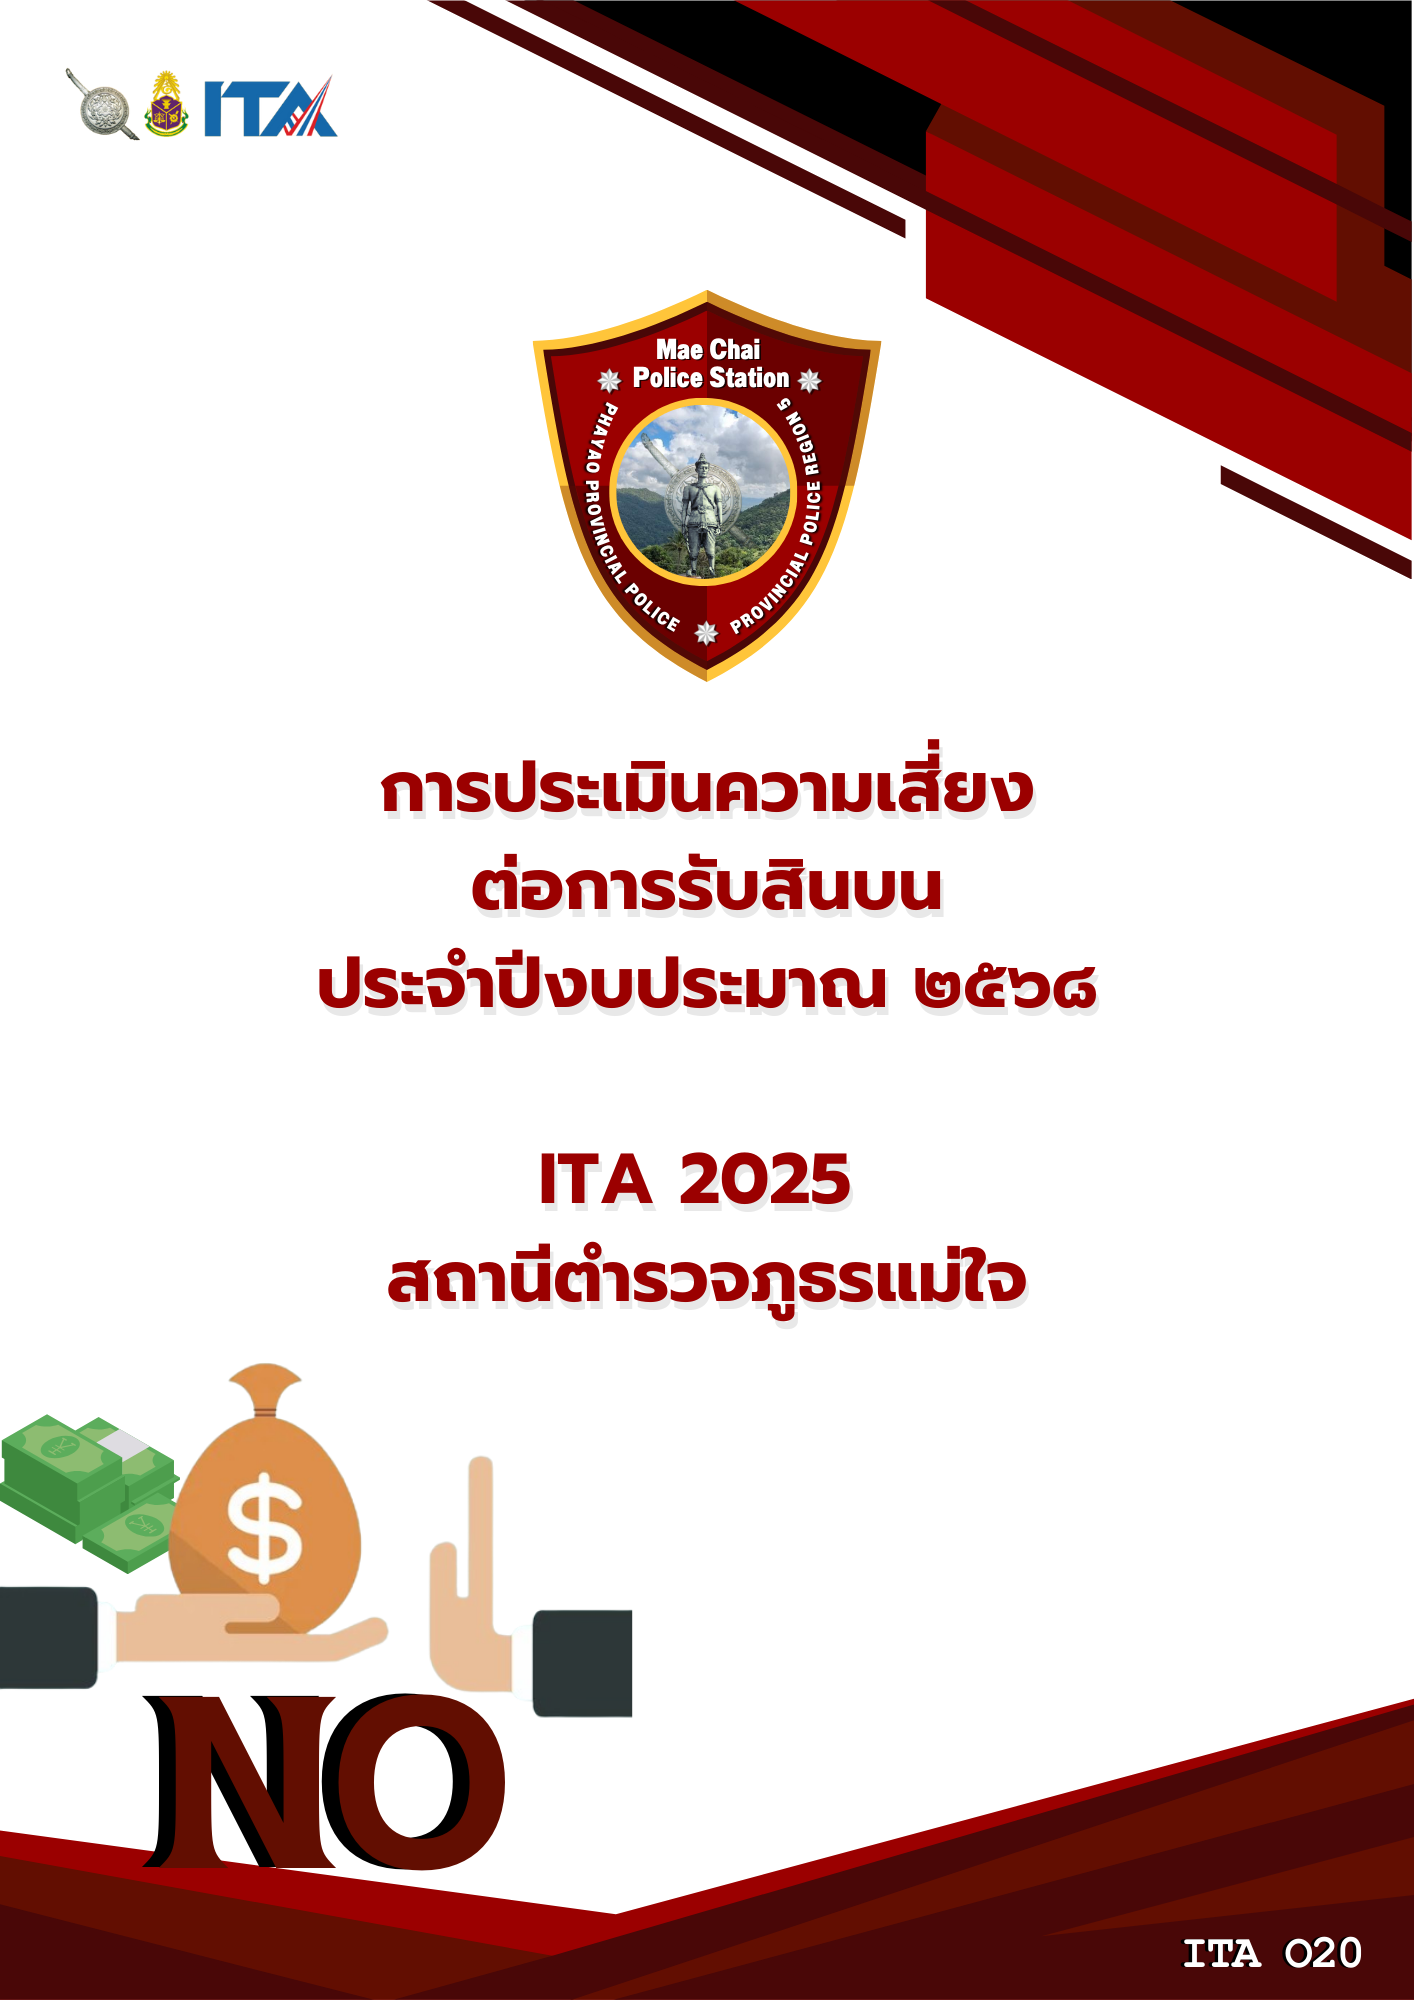 ITA
Mae Chai
Police Station
PHAYAO PROVINCIAL POLICE
PROVINCIAL POLICE REGION 5
การประเมินความเสี่ยง
ต่อการรับสินบน
ประจำปีงบประมาณ ๒๕๖๘
ITA 2025
สถานีตำรวจภูธรแม่ใจ
$
NO
ITA O20